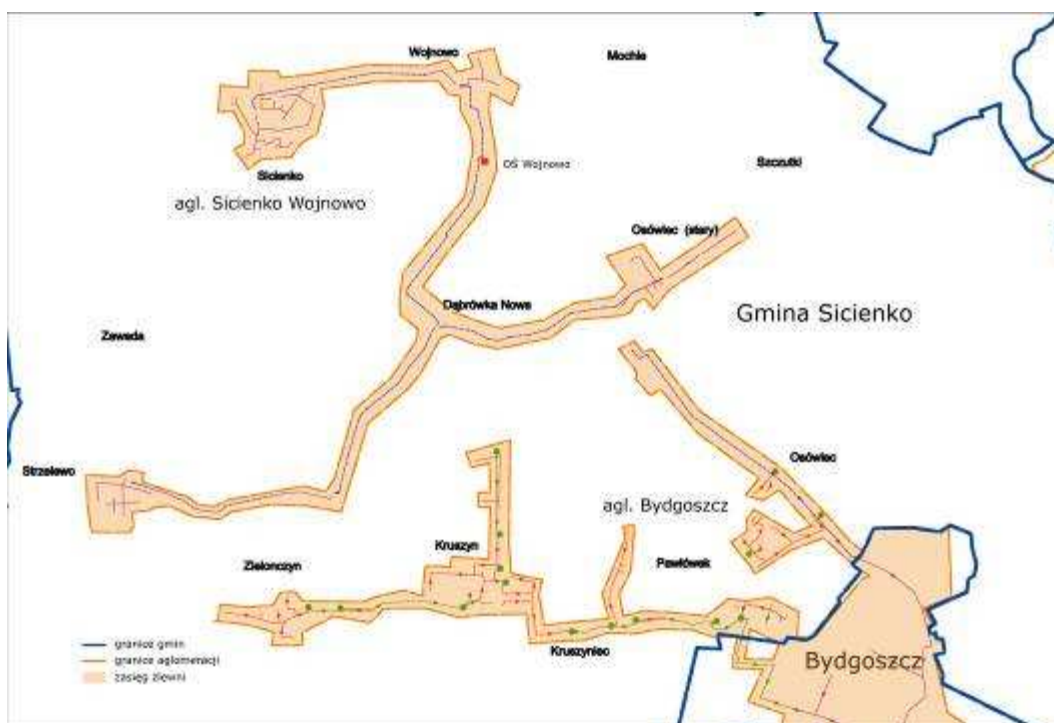 Wojnowo
Mochle
OŚ Wojnowo
Szczutki
Sicienko
agl. Sicienko Wojnowo
Osówiec (stary)
Dąbrówka Nowa
Gmina Sicienko
Zawada
Strzelewo
Osówiec
agl. Bydgoszcz
Kruszyn
Zielonczyn
Pawłówek
Kruszyniec
Bydgoszcz
granice gmin
granice aglomeracji
zasięg zlewni